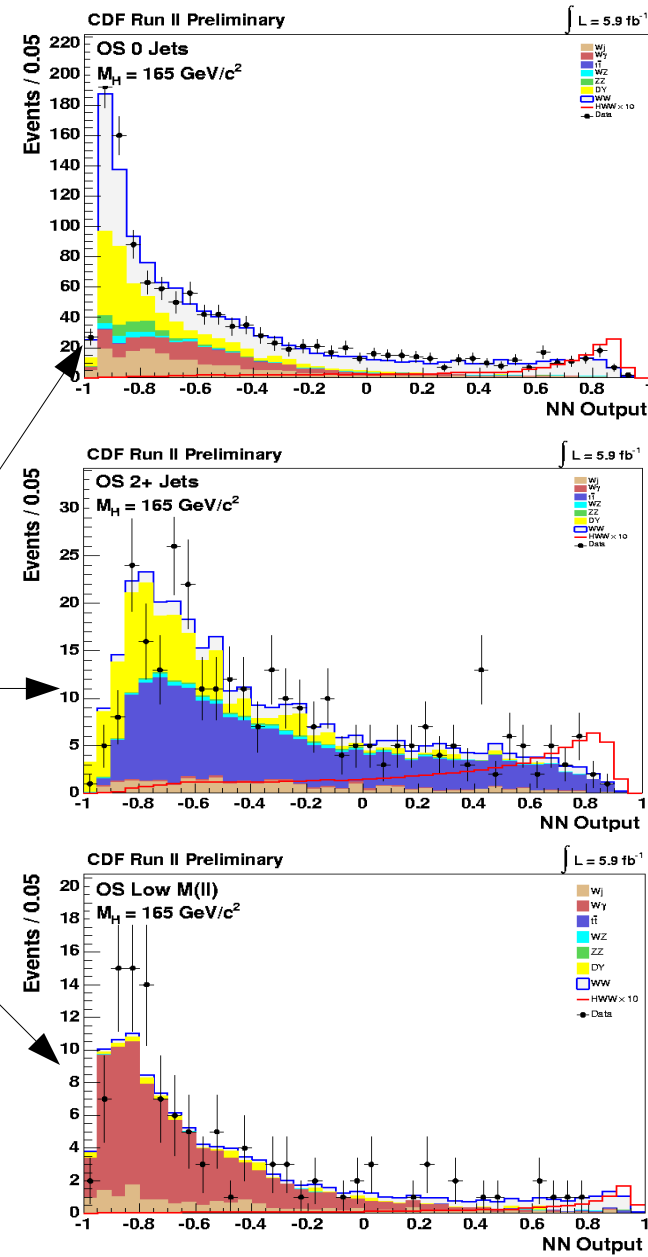 CDF Run II Preliminary
∫ L = 5.9 fb⁻¹
OS 0 Jets
M_H = 165 GeV/c²
Wj
Wγ
tt̄
WZ
ZZ
DY
WW
HWW × 10
Data
Events / 0.05
220
200
180
160
140
120
100
80
60
40
20
0
-1 -0.8 -0.6 -0.4 -0.2 0 0.2 0.4 0.6 0.8 1
NN Output
CDF Run II Preliminary
∫ L = 5.9 fb⁻¹
OS 2+ Jets
M_H = 165 GeV/c²
Wj
Wγ
tt̄
WZ
ZZ
DY
WW
HWW × 10
Data
Events / 0.05
30
25
20
15
10
5
0
-1 -0.8 -0.6 -0.4 -0.2 0 0.2 0.4 0.6 0.8 1
NN Output
CDF Run II Preliminary
∫ L = 5.9 fb⁻¹
OS Low M(ll)
M_H = 165 GeV/c²
Wj
Wγ
tt̄
WZ
ZZ
DY
WW
HWW × 10
Data
Events / 0.05
20
18
16
14
12
10
8
6
4
2
0
-1 -0.8 -0.6 -0.4 -0.2 0 0.2 0.4 0.6 0.8 1
NN Output